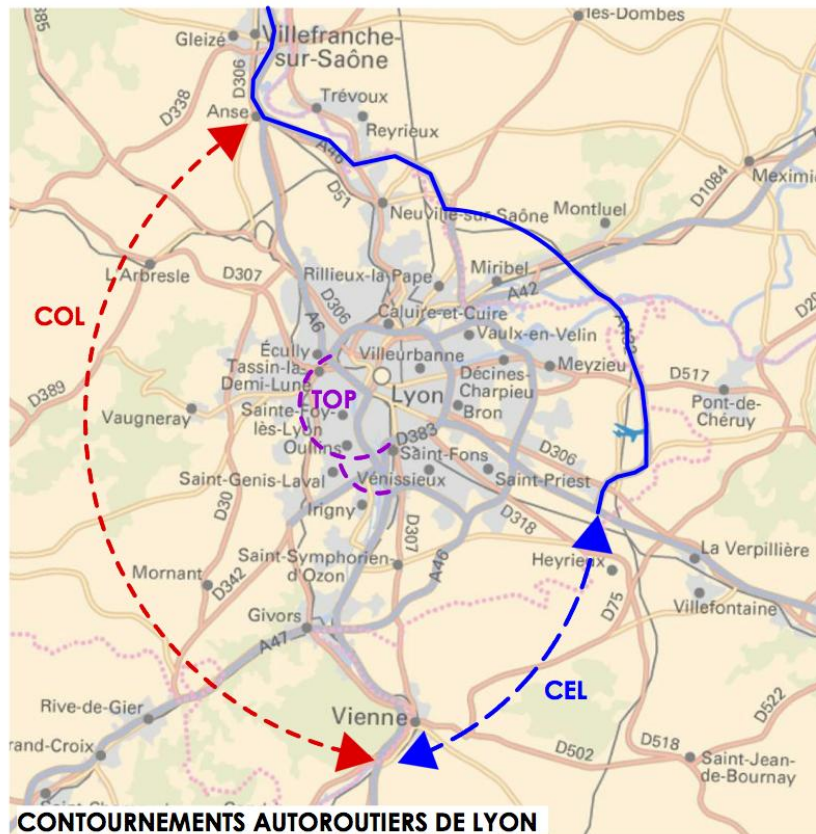 les-Dombes
Gleizé
Villefranche-
sur-Saône
D306
D338
Trévoux
Anse
Reyrieux
A46
D51
D1084
Neuville-sur-Saône
Montluel
L'Arbresle
D307
Rillieux-la-Pape
Miribel
A42
COL
A6
D306
Caluire-et-Cuire
Vaulx-en-Velin
Écully
Tassin-la-
Demi-Lune
Villeurbanne
Meyzieu
D517
D389
TOP
Lyon
Décines-
Charpieu
Pont-de-
Chéruy
Vaugneray
Sainte-Foy-
lès-Lyon
Bron
Oullins
D383
Saint-Fons
D306
Saint-Genis-Laval
Vénissieux
Saint-Priest
D30
Irigny
D307
D318
Saint-Symphorien-
d'Ozon
A46
Heyrieux
La Verpillière
Mornant
D342
D75
Villefontaine
Givors
A47
CEL
Rive-de-Gier
Vienne
D522
D502
D518
Saint-Jean-
de-Bournay
CONTOURNEMENTS AUTOROUTIERS DE LYON